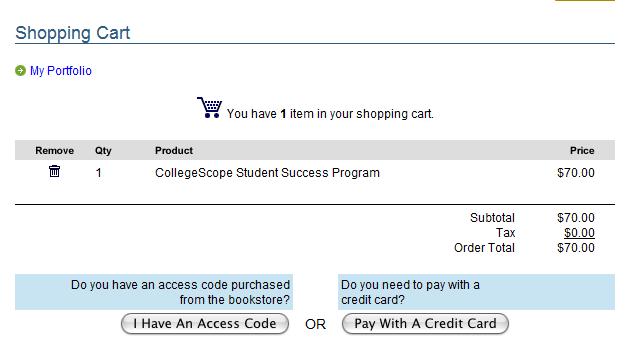 Shopping Cart
My Portfolio
You have 1 item in your shopping cart.
Remove Qty Product Price
1 CollegeScope Student Success Program $70.00
Subtotal $70.00
Tax $0.00
Order Total $70.00
Do you have an access code purchased
from the bookstore?
Do you need to pay with a
credit card?
I Have An Access Code OR Pay With A Credit Card